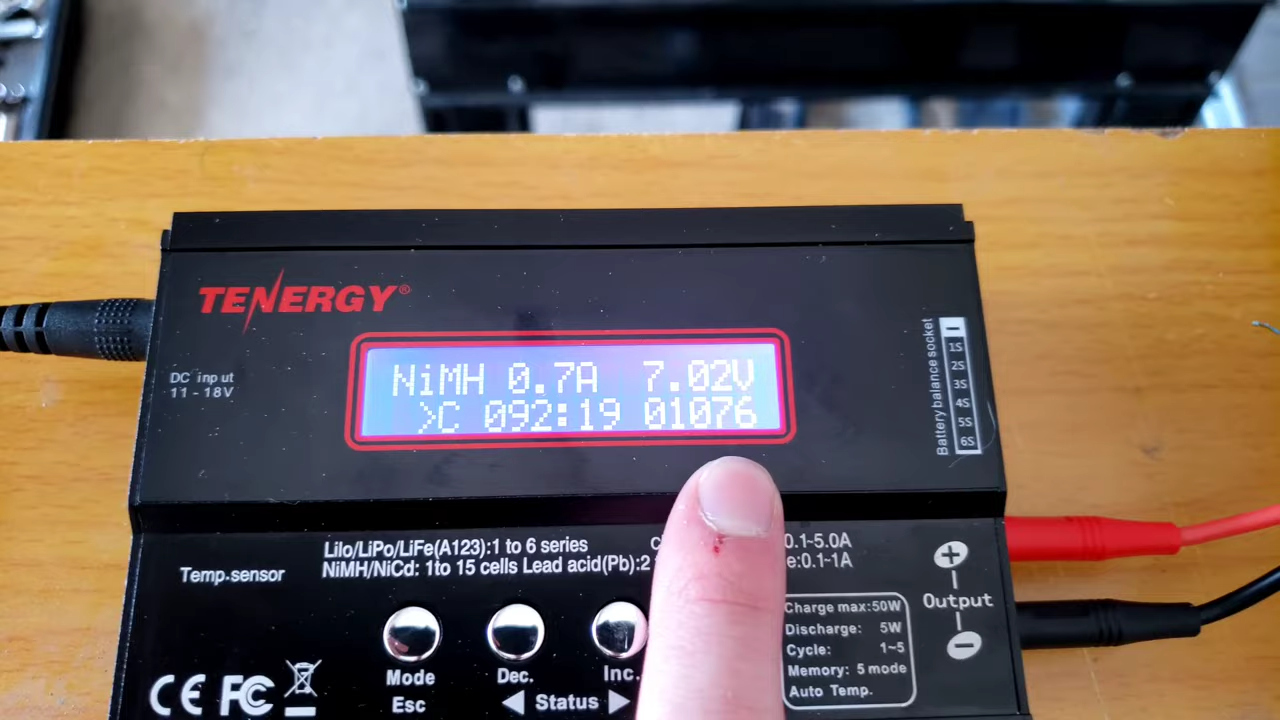 TENERGY®
DC input
11 - 18V
NiMH 0.7A 7.02V
>C 092:19 01076
Battery balance socket
1S
2S
3S
4S
5S
6S
Temp.sensor
LiIo/LiPo/LiFe(A123):1 to 6 series
NiMH/NiCd: 1to 15 cells Lead acid(Pb):2
0.1-5.0A
:0.1~1A
Mode
Esc
Dec.
Inc.
◀ Status ▶
Charge max:50W
Discharge: 5W
Cycle: 1~5
Memory: 5 mode
Auto Temp.
+
Output
−
CE FC